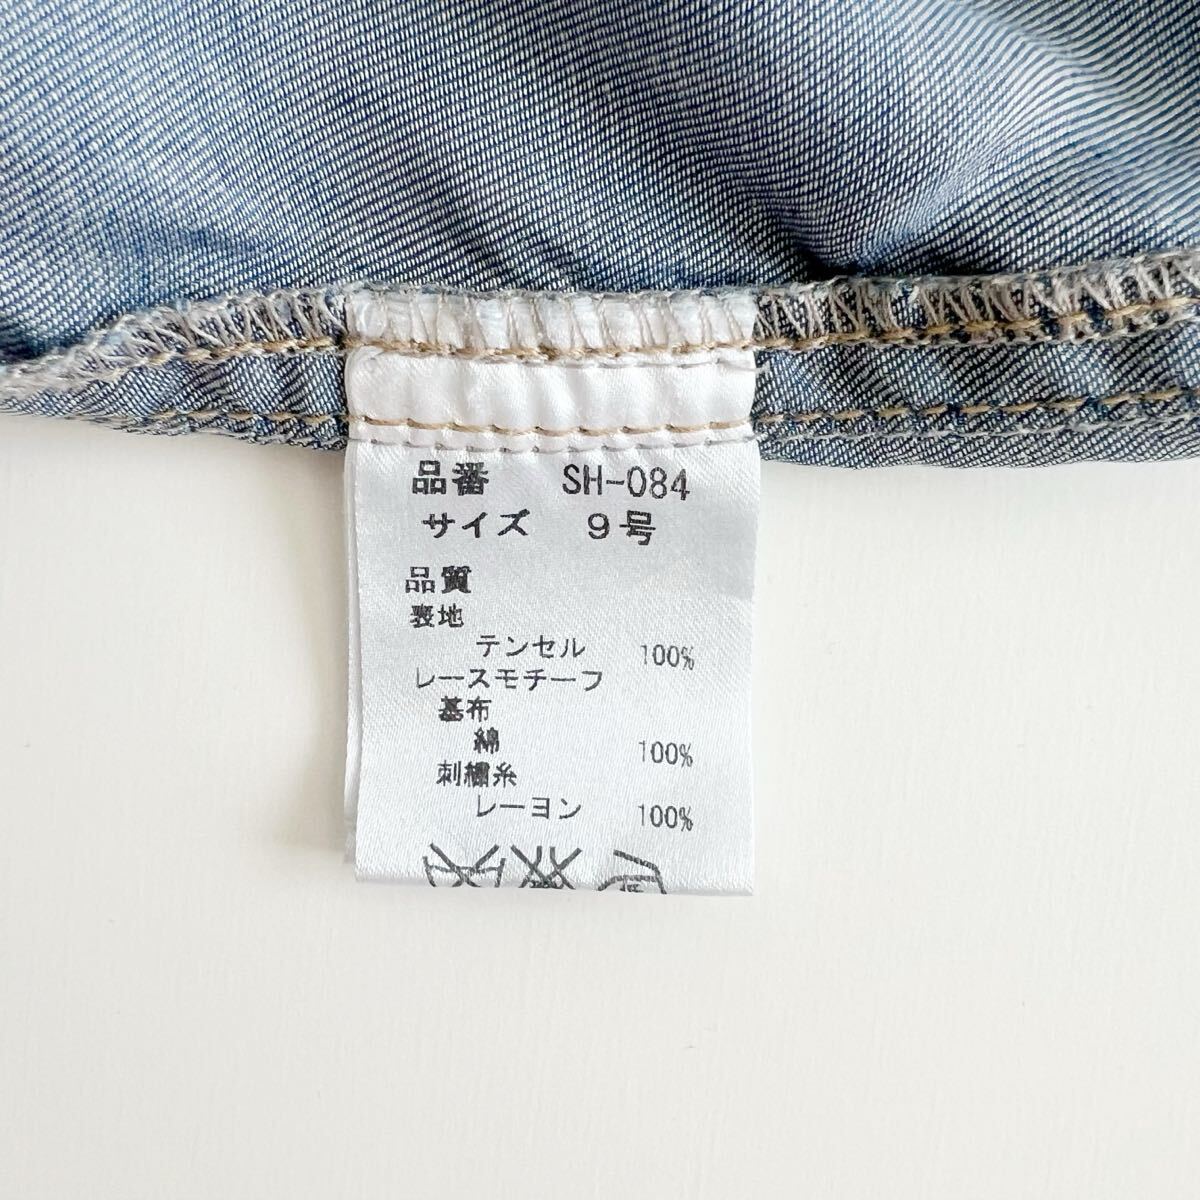 品番 SH-084
サイズ 9号
品質
表地
テンセル 100%
レースモチーフ
基布
綿 100%
刺繍糸
レーヨン 100%